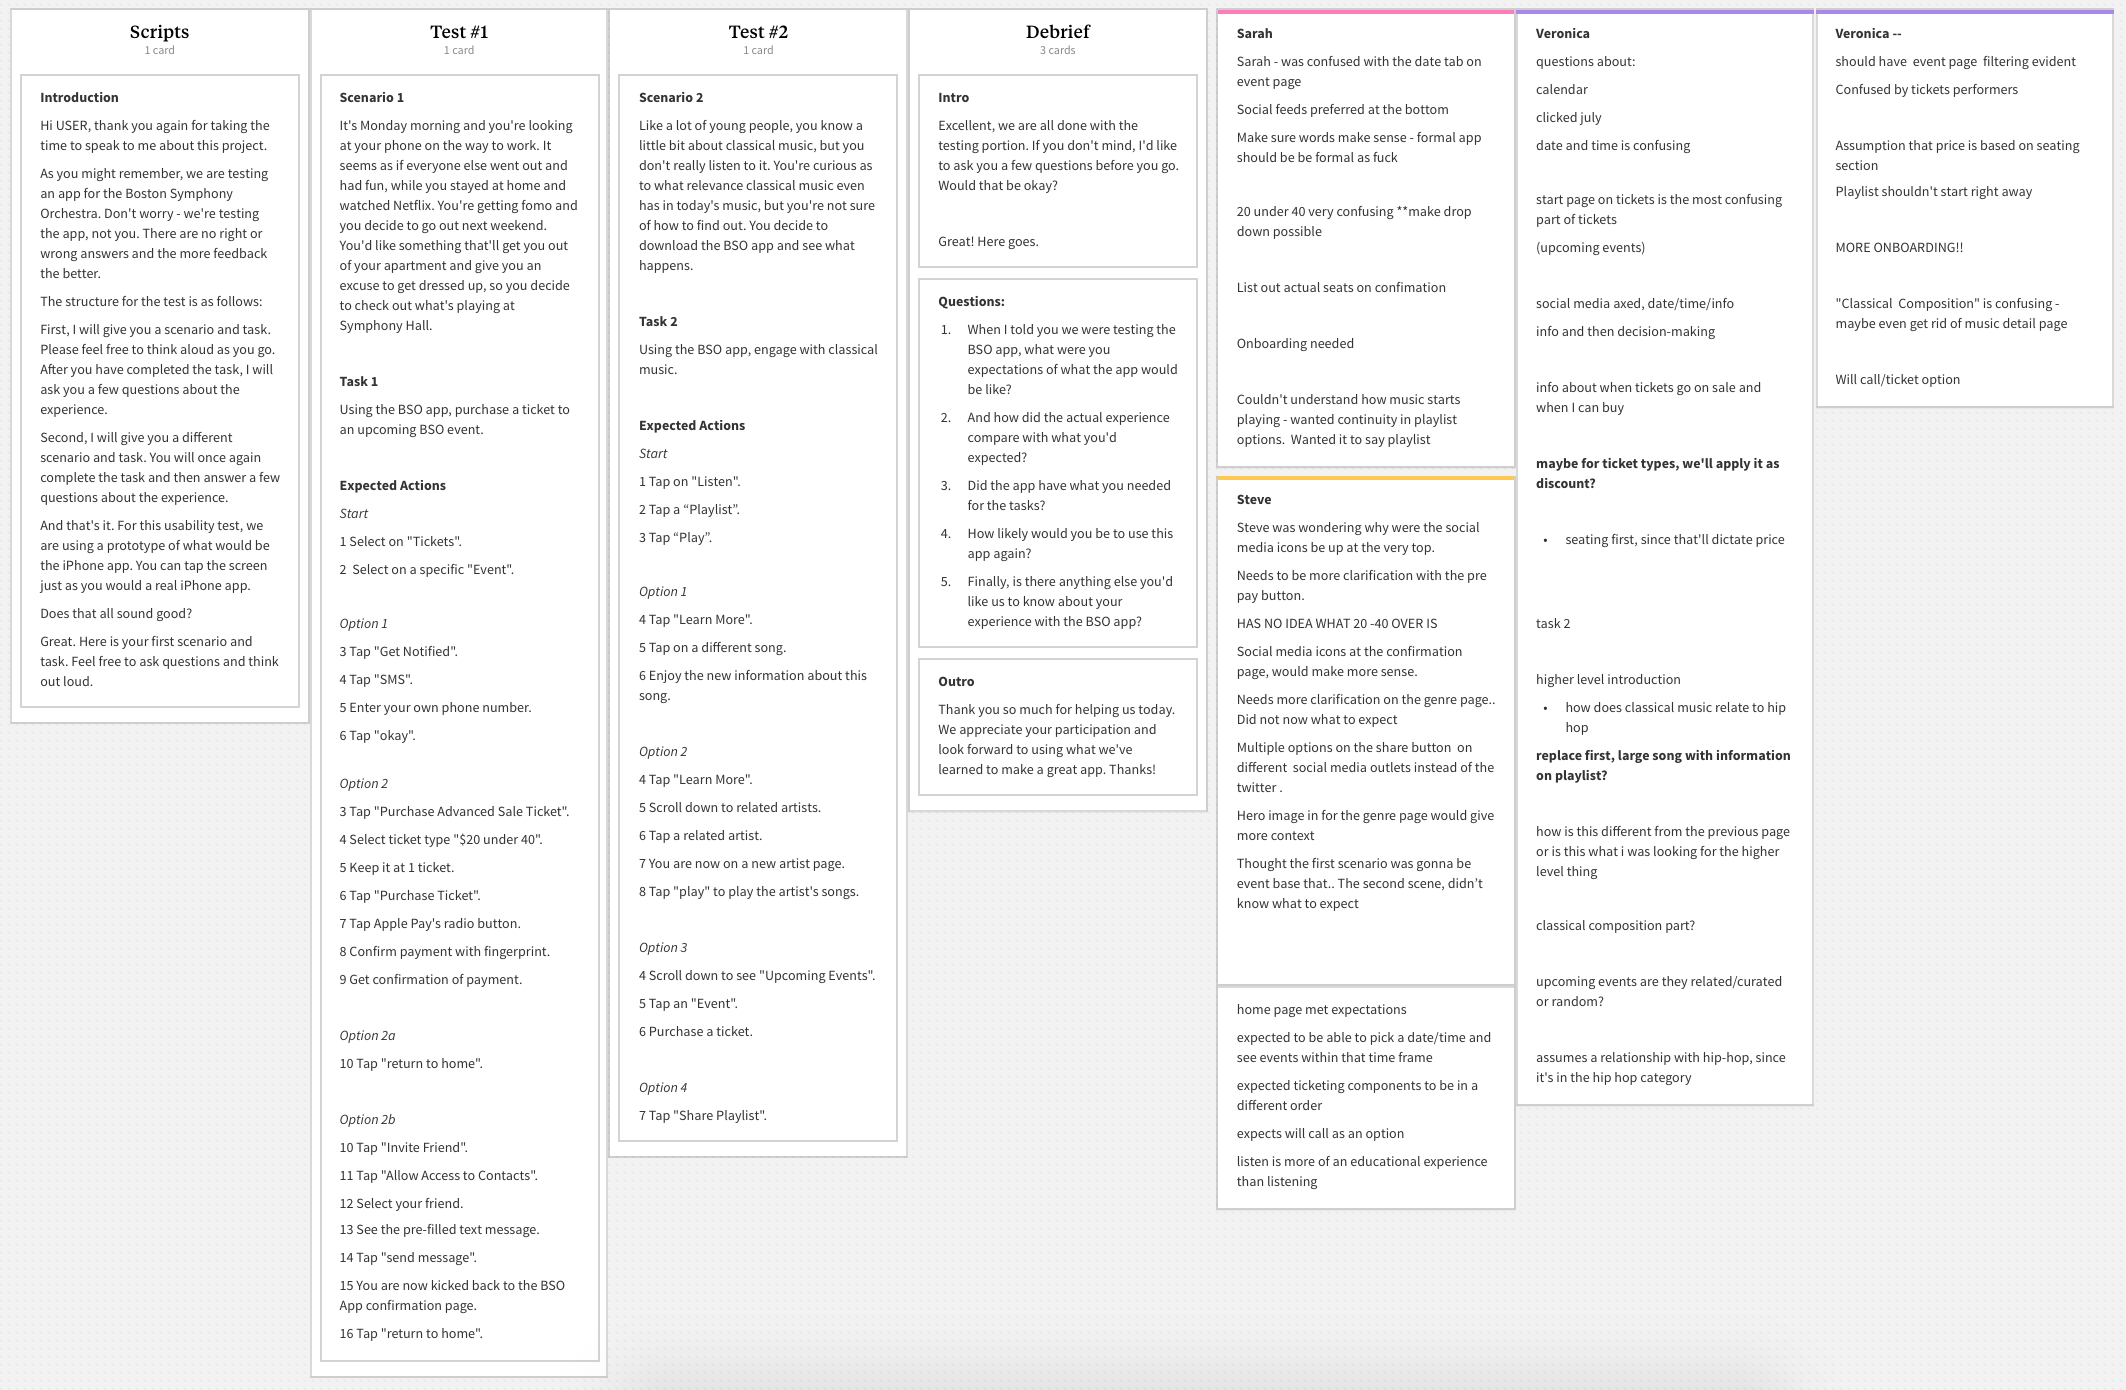 Scripts
1 card
Introduction
Hi USER, thank you again for taking the
time to speak to me about this project.
As you might remember, we are testing
an app for the Boston Symphony
Orchestra. Don't worry - we're testing
the app, not you. There are no right or
wrong answers and the more feedback
the better.
The structure for the test is as follows:
First, I will give you a scenario and task.
Please feel free to think aloud as you go.
After you have completed the task, I will
ask you a few questions about the
experience.
Second, I will give you a different
scenario and task. You will once again
complete the task and then answer a few
questions about the experience.
And that's it. For this usability test, we
are using a prototype of what would be
the iPhone app. You can tap the screen
just as you would a real iPhone app.
Does that all sound good?
Great. Here is your first scenario and
task. Feel free to ask questions and think
out loud.
Test #1
1 card
Scenario 1
It's Monday morning and you're looking
at your phone on the way to work. It
seems as if everyone else went out and
had fun, while you stayed at home and
watched Netflix. You're getting fomo and
you decide to go out next weekend.
You'd like something that'll get you out
of your apartment and give you an
excuse to get dressed up, so you decide
to check out what's playing at
Symphony Hall.
Task 1
Using the BSO app, purchase a ticket to
an upcoming BSO event.
Expected Actions
Start
1 Select on "Tickets".
2  Select on a specific "Event".
Option 1
3 Tap "Get Notified".
4 Tap "SMS".
5 Enter your own phone number.
6 Tap "okay".
Option 2
3 Tap "Purchase Advanced Sale Ticket".
4 Select ticket type "$20 under 40".
5 Keep it at 1 ticket.
6 Tap "Purchase Ticket".
7 Tap Apple Pay's radio button.
8 Confirm payment with fingerprint.
9 Get confirmation of payment.
Option 2a
10 Tap "return to home".
Option 2b
10 Tap "Invite Friend".
11 Tap "Allow Access to Contacts".
12 Select your friend.
13 See the pre-filled text message.
14 Tap "send message".
15 You are now kicked back to the BSO
App confirmation page.
16 Tap "return to home".
Test #2
1 card
Scenario 2
Like a lot of young people, you know a
little bit about classical music, but you
don't really listen to it. You're curious as
to what relevance classical music even
has in today's music, but you're not sure
of how to find out. You decide to
download the BSO app and see what
happens.
Task 2
Using the BSO app, engage with classical
music.
Expected Actions
Start
1 Tap on "Listen".
2 Tap a “Playlist”.
3 Tap “Play”.
Option 1
4 Tap "Learn More".
5 Tap on a different song.
6 Enjoy the new information about this
song.
Option 2
4 Tap "Learn More".
5 Scroll down to related artists.
6 Tap a related artist.
7 You are now on a new artist page.
8 Tap "play" to play the artist's songs.
Option 3
4 Scroll down to see "Upcoming Events".
5 Tap an "Event".
6 Purchase a ticket.
Option 4
7 Tap "Share Playlist".
Debrief
3 cards
Intro
Excellent, we are all done with the
testing portion. If you don't mind, I'd like
to ask you a few questions before you go.
Would that be okay?
Great! Here goes.
Questions:
1. When I told you we were testing the
BSO app, what were you
expectations of what the app would
be like?
2. And how did the actual experience
compare with what you'd
expected?
3. Did the app have what you needed
for the tasks?
4. How likely would you be to use this
app again?
5. Finally, is there anything else you'd
like us to know about your
experience with the BSO app?
Outro
Thank you so much for helping us today.
We appreciate your participation and
look forward to using what we've
learned to make a great app. Thanks!
Sarah
Sarah - was confused with the date tab on
event page
Social feeds preferred at the bottom
Make sure words make sense - formal app
should be be formal as fuck
20 under 40 very confusing **make drop
down possible
List out actual seats on confimation
Onboarding needed
Couldn't understand how music starts
playing - wanted continuity in playlist
options.  Wanted it to say playlist
Steve
Steve was wondering why were the social
media icons be up at the very top.
Needs to be more clarification with the pre
pay button.
HAS NO IDEA WHAT 20 -40 OVER IS
Social media icons at the confirmation
page, would make more sense.
Needs more clarification on the genre page..
Did not now what to expect
Multiple options on the share button  on
different  social media outlets instead of the
twitter .
Hero image in for the genre page would give
more context
Thought the first scenario was gonna be
event base that.. The second scene, didn't
know what to expect
home page met expectations
expected to be able to pick a date/time and
see events within that time frame
expected ticketing components to be in a
different order
expects will call as an option
listen is more of an educational experience
than listening
Veronica
questions about:
calendar
clicked july
date and time is confusing
start page on tickets is the most confusing
part of tickets
(upcoming events)
social media axed, date/time/info
info and then decision-making
info about when tickets go on sale and
when I can buy
maybe for ticket types, we'll apply it as
discount?
• seating first, since that'll dictate price
task 2
higher level introduction
• how does classical music relate to hip
hop
replace first, large song with information
on playlist?
how is this different from the previous page
or is this what i was looking for the higher
level thing
classical composition part?
upcoming events are they related/curated
or random?
assumes a relationship with hip-hop, since
it's in the hip hop category
Veronica --
should have  event page  filtering evident
Confused by tickets performers
Assumption that price is based on seating
section
Playlist shouldn't start right away
MORE ONBOARDING!!
"Classical  Composition" is confusing -
maybe even get rid of music detail page
Will call/ticket option